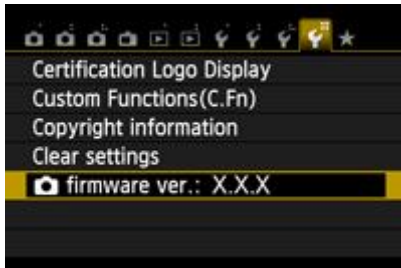 Certification Logo Display
Custom Functions(C.Fn)
Copyright information
Clear settings
firmware ver.: X.X.X